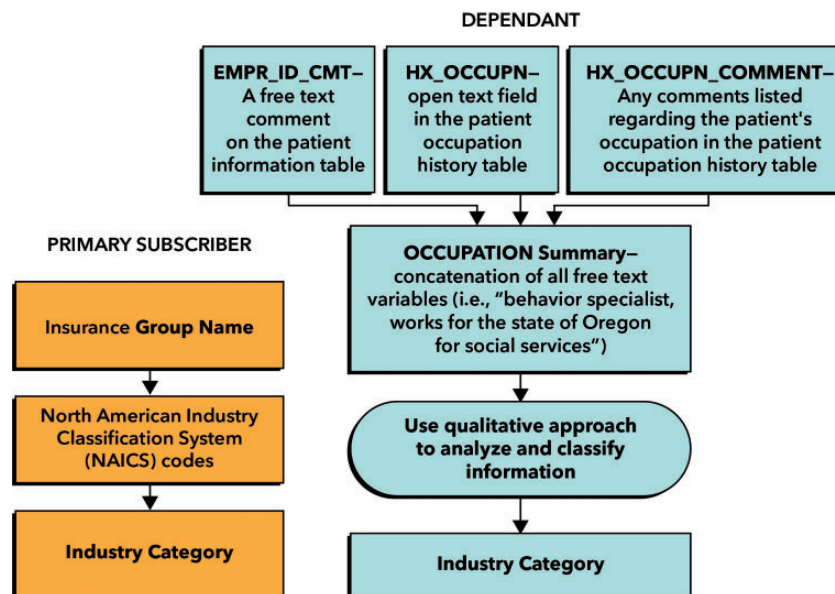 DEPENDANT
EMPR_ID_CMT–
A free text
comment
on the patient
information table
HX_OCCUPN–
open text field
in the patient
occupation
history table
HX_OCCUPN_COMMENT–
Any comments listed
regarding the patient's
occupation in the patient
occupation history table
PRIMARY SUBSCRIBER
Insurance Group Name
North American Industry
Classification System
(NAICS) codes
Industry Category
OCCUPATION Summary–
concatenation of all free text
variables (i.e., “behavior specialist,
works for the state of Oregon
for social services”)
Use qualitative approach
to analyze and classify
information
Industry Category